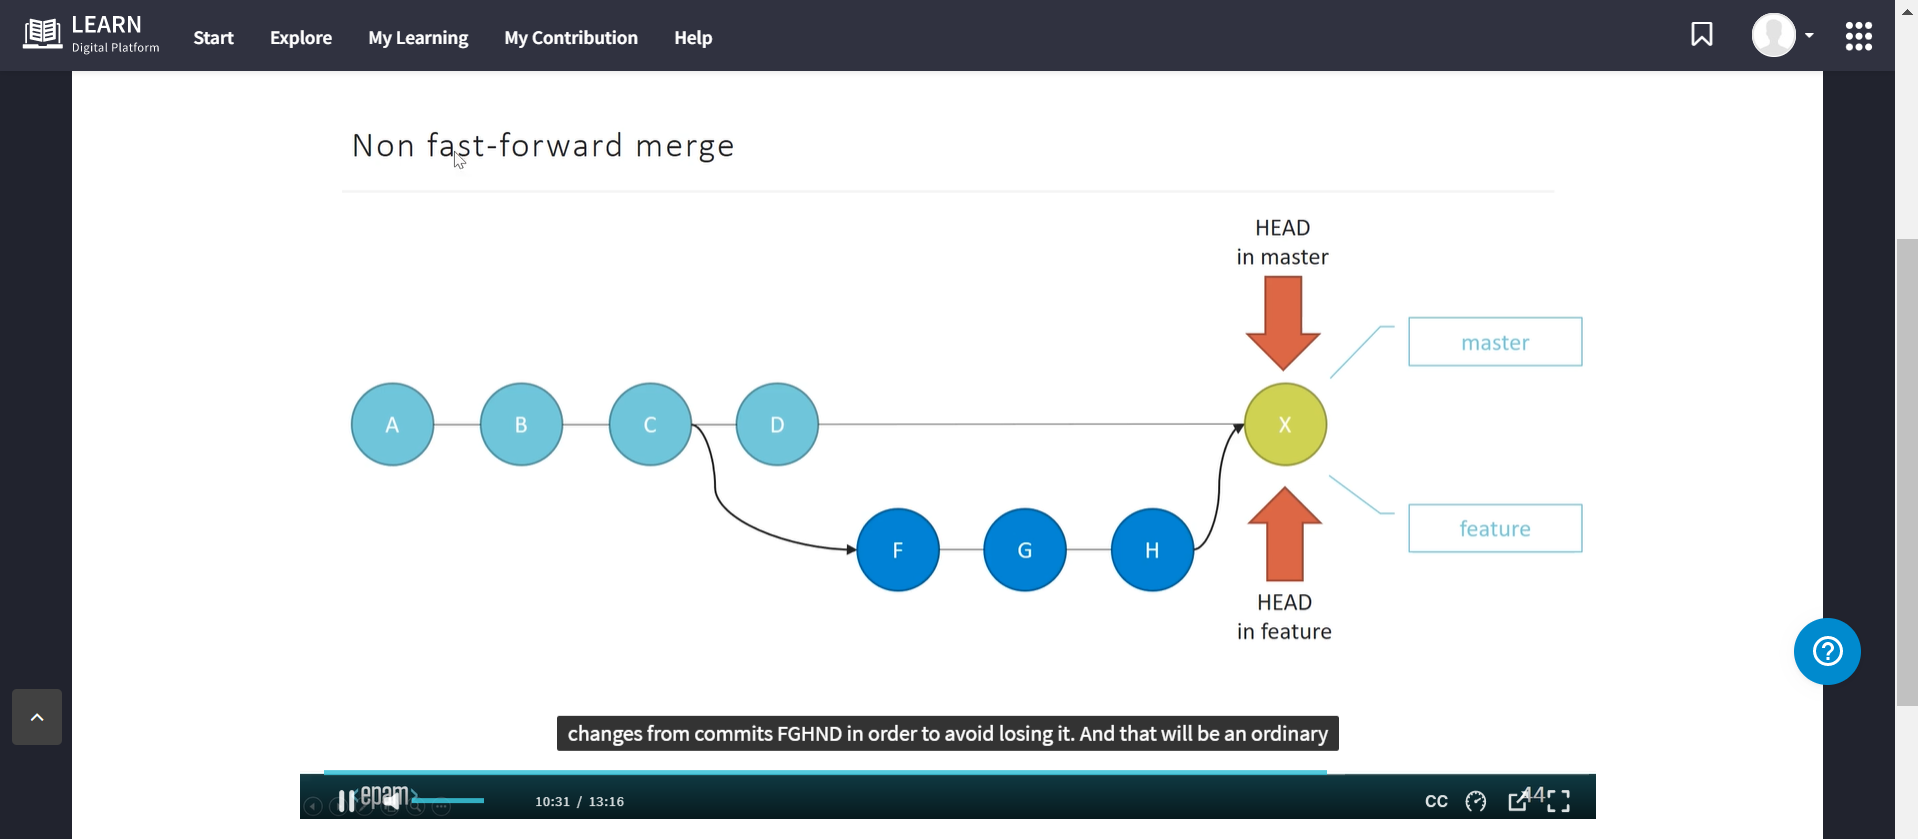 LEARN
Digital Platform
Start Explore My Learning My Contribution Help
Non fast-forward merge
HEAD
in master
master
A B C D X
F G H
feature
HEAD
in feature
changes from commits FGHND in order to avoid losing it. And that will be an ordinary
<epam>
10:31 / 13:16
CC
44